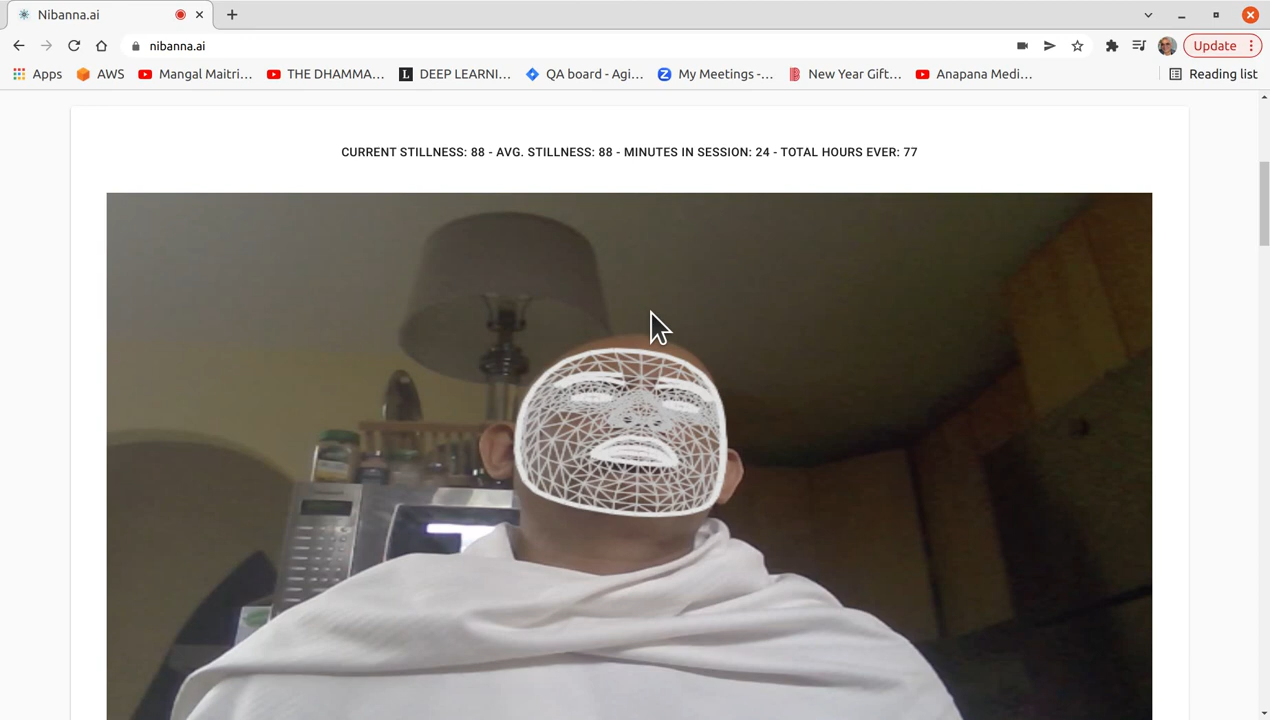 Nibanna.ai
nibanna.ai
Update
Apps AWS Mangal Maitri... THE DHAMMA... DEEP LEARNI... QA board - Agi... My Meetings -... New Year Gift... Anapana Medi... Reading list
CURRENT STILLNESS: 88 - AVG. STILLNESS: 88 - MINUTES IN SESSION: 24 - TOTAL HOURS EVER: 77